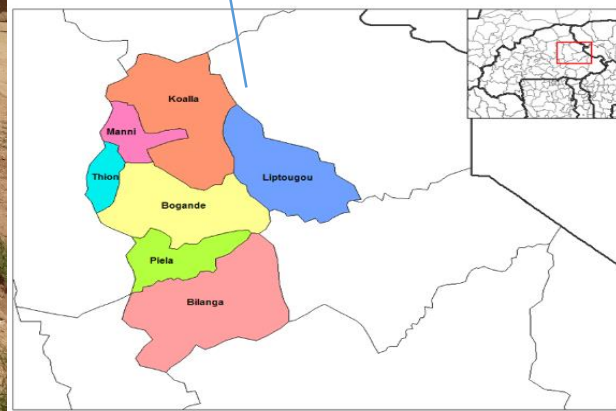 Koalla
Manni
Thion
Liptougou
Bogande
Piela
Bilanga